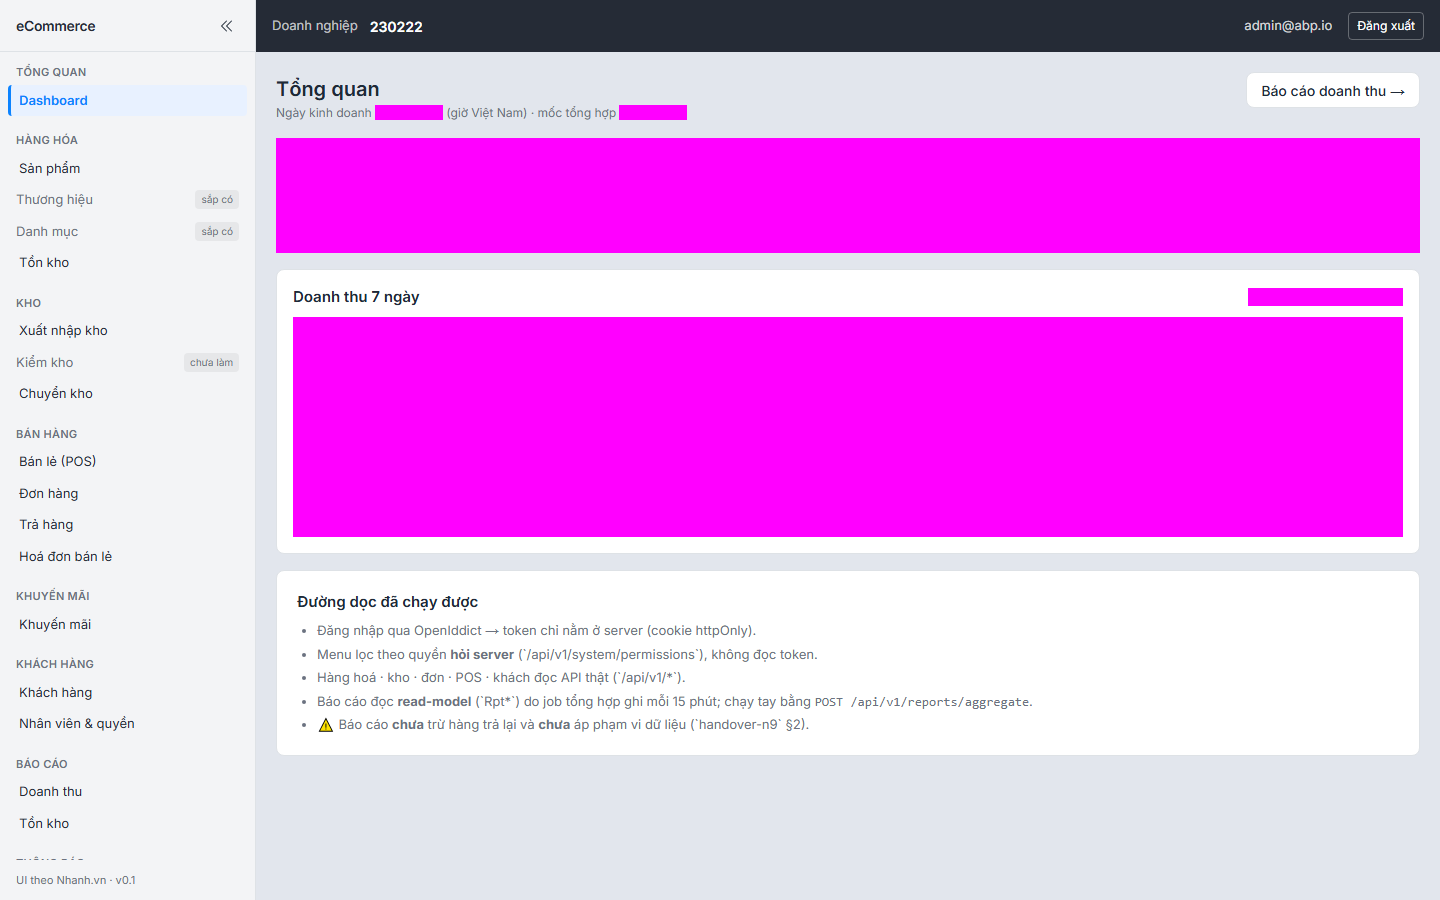 eCommerce
Doanh nghiệp 230222
admin@abp.io
Đăng xuất
TỔNG QUAN
Dashboard
HÀNG HÓA
Sản phẩm
Thương hiệu sắp có
Danh mục sắp có
Tồn kho
KHO
Xuất nhập kho
Kiểm kho chưa làm
Chuyển kho
BÁN HÀNG
Bán lẻ (POS)
Đơn hàng
Trả hàng
Hoá đơn bán lẻ
KHUYẾN MÃI
Khuyến mãi
KHÁCH HÀNG
Khách hàng
Nhân viên & quyền
BÁO CÁO
Doanh thu
Tồn kho
UI theo Nhanh.vn · v0.1
Tổng quan
Ngày kinh doanh (giờ Việt Nam) · mốc tổng hợp
Báo cáo doanh thu →
Doanh thu 7 ngày
Đường dọc đã chạy được
• Đăng nhập qua OpenIddict → token chỉ nằm ở server (cookie httpOnly).
• Menu lọc theo quyền hỏi server (`/api/v1/system/permissions`), không đọc token.
• Hàng hoá · kho · đơn · POS · khách đọc API thật (`/api/v1/*`).
• Báo cáo đọc read-model (`Rpt*`) do job tổng hợp ghi mỗi 15 phút; chạy tay bằng POST /api/v1/reports/aggregate.
• ⚠️ Báo cáo chưa trừ hàng trả lại và chưa áp phạm vi dữ liệu (`handover-n9` §2).